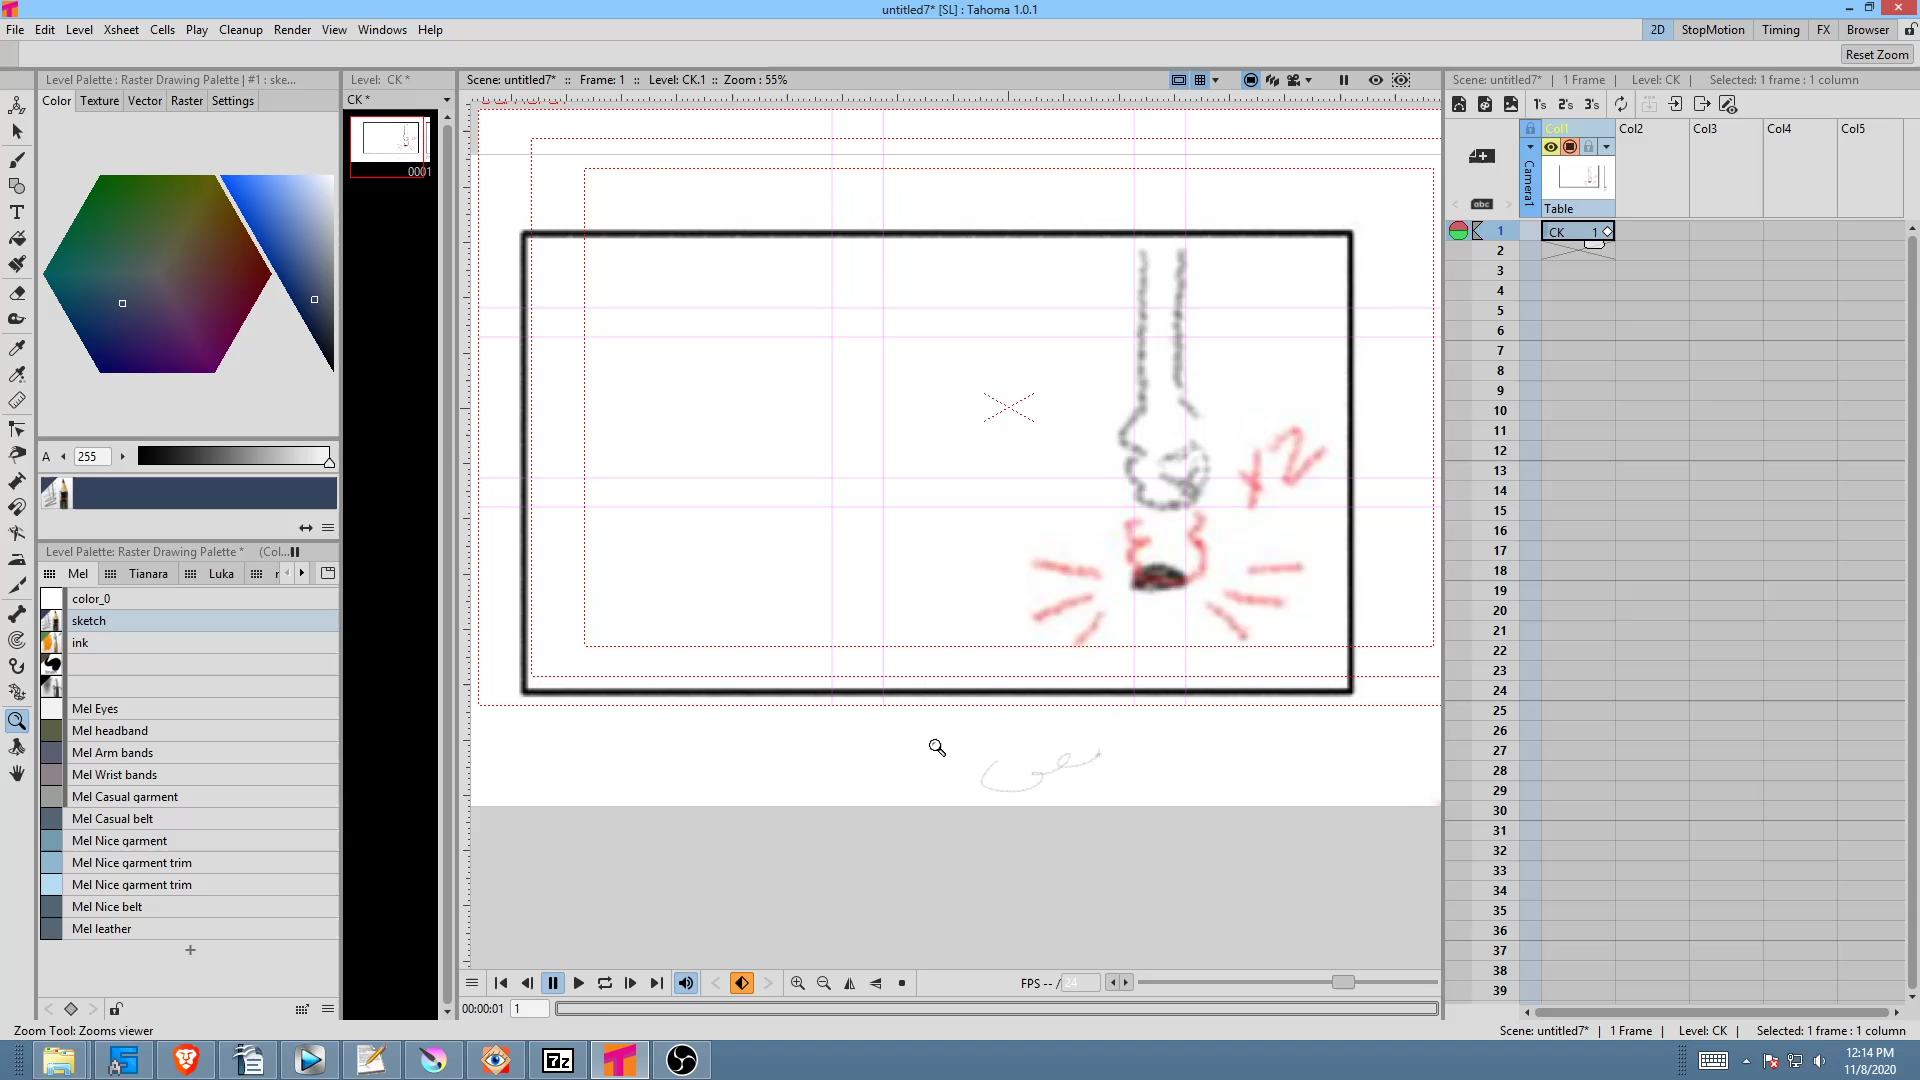 untitled7* [SL] : Tahoma 1.0.1
File Edit Level Xsheet Cells Play Cleanup Render View Windows Help
2D StopMotion Timing FX Browser
Reset Zoom
Level Palette : Raster Drawing Palette | #1 : ske...
Color Texture Vector Raster Settings
A 255
Level Palette: Raster Drawing Palette * (Col...
Mel Tianara Luka
color_0
sketch
ink
Mel Eyes
Mel headband
Mel Arm bands
Mel Wrist bands
Mel Casual garment
Mel Casual belt
Mel Nice garment
Mel Nice garment trim
Mel Nice garment trim
Mel Nice belt
Mel leather
+
Zoom Tool: Zooms viewer
Level: CK *
CK *
0001
Scene: untitled7* :: Frame: 1 :: Level: CK.1 :: Zoom : 55%
FPS -- / 24
00:00:01 1
Scene: untitled7* | 1 Frame | Level: CK | Selected: 1 frame : 1 column
1's 2's 3's
Col1 Col2 Col3 Col4 Col5
Camera1
abc
Table
1 CK 1
2
3
4
5
6
7
8
9
10
11
12
13
14
15
16
17
18
19
20
21
22
23
24
25
26
27
28
29
30
31
32
33
34
35
36
37
38
39
Scene: untitled7* | 1 Frame | Level: CK | Selected: 1 frame : 1 column
7z
12:14 PM
11/8/2020